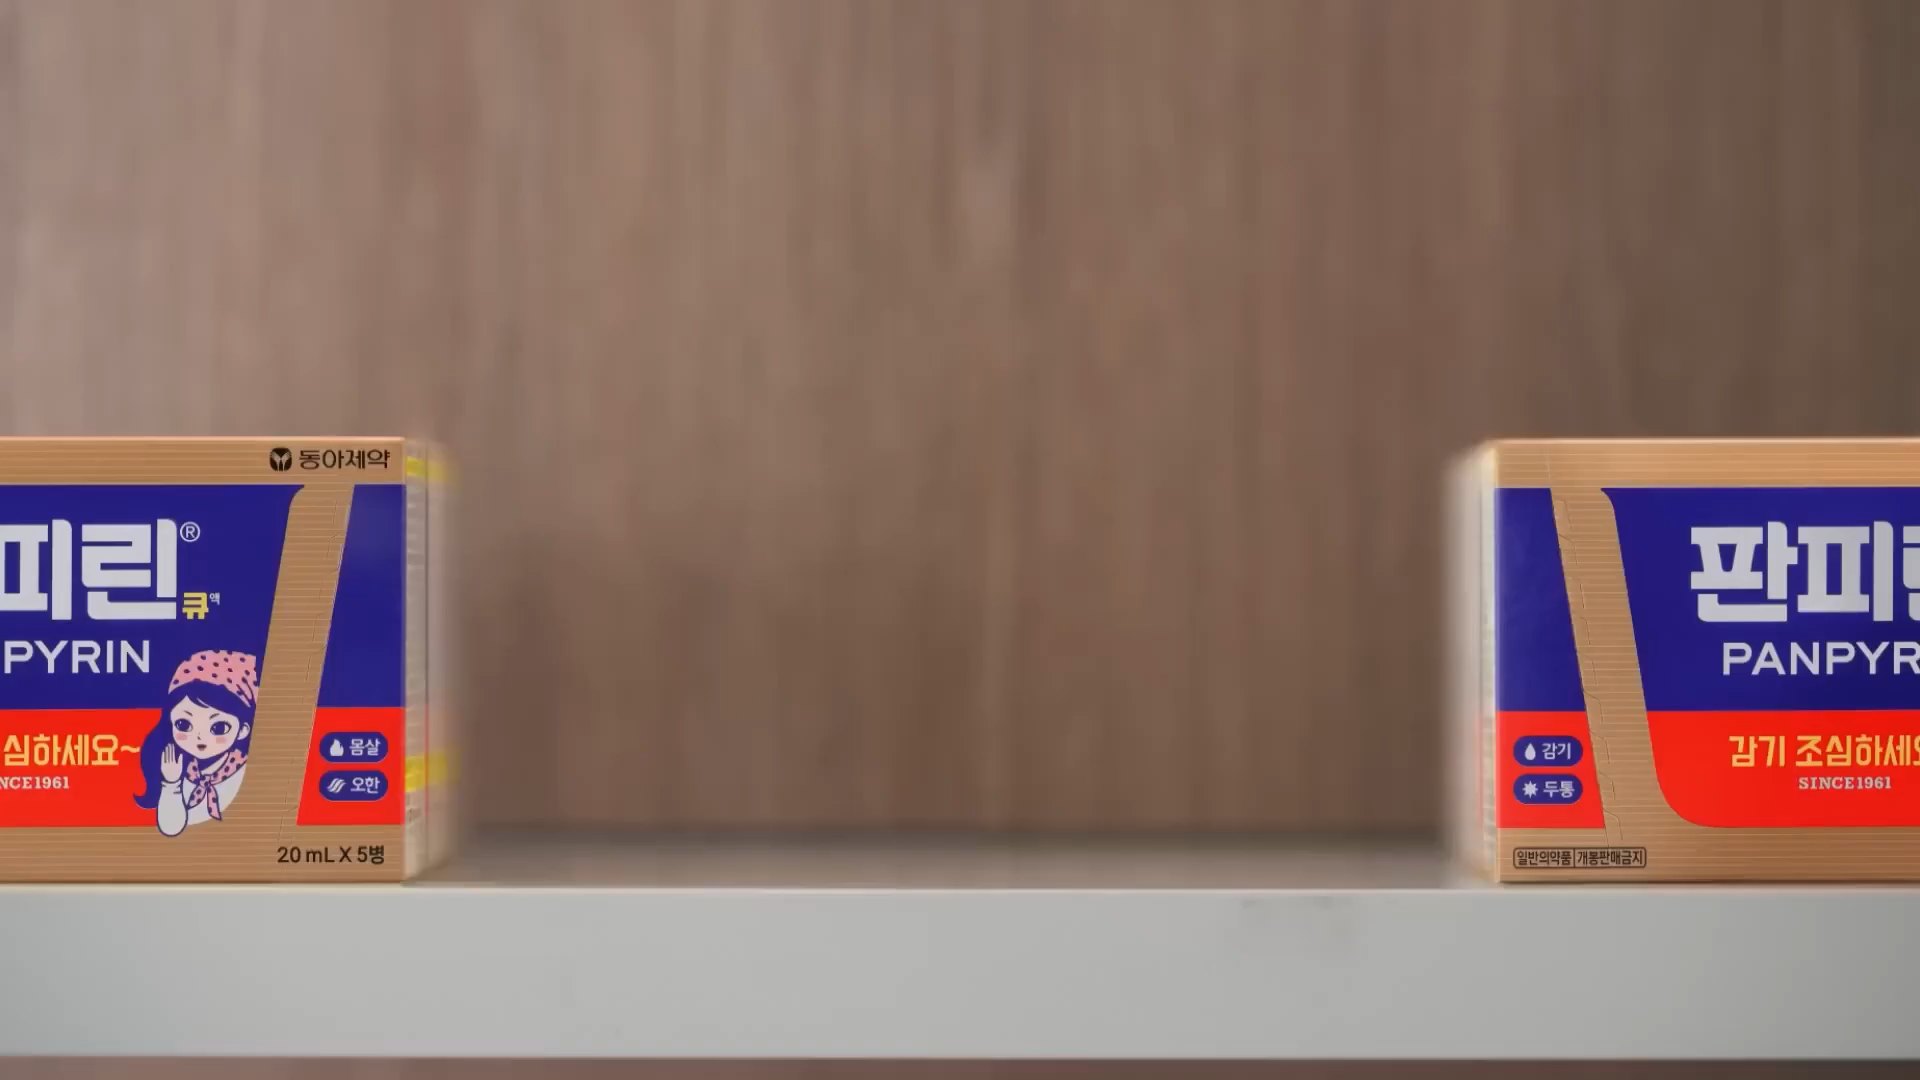 동아제약
피린®
큐액
PYRIN
심하세요~
NCE1961
몸살
오한
20 mL X 5병
판피린
PANPYR
감기 조심하세요
SINCE1961
감기
두통
일반의약품 개봉판매금지